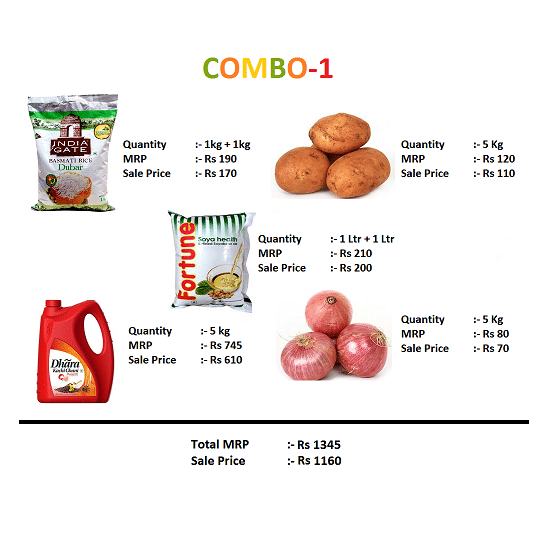 COMBO-1
INDIA
GATE
BASMATI RICE
Dubar
Quantity :- 1kg + 1kg
MRP :- Rs 190
Sale Price :- Rs 170
Quantity :- 5 Kg
MRP :- Rs 120
Sale Price :- Rs 110
Fortune
Soya health
Quantity :- 1 Ltr + 1 Ltr
MRP :- Rs 210
Sale Price :- Rs 200
Dhara
Kachi Ghani
Quantity :- 5 kg
MRP :- Rs 745
Sale Price :- Rs 610
Quantity :- 5 Kg
MRP :- Rs 80
Sale Price :- Rs 70
Total MRP :- Rs 1345
Sale Price :- Rs 1160